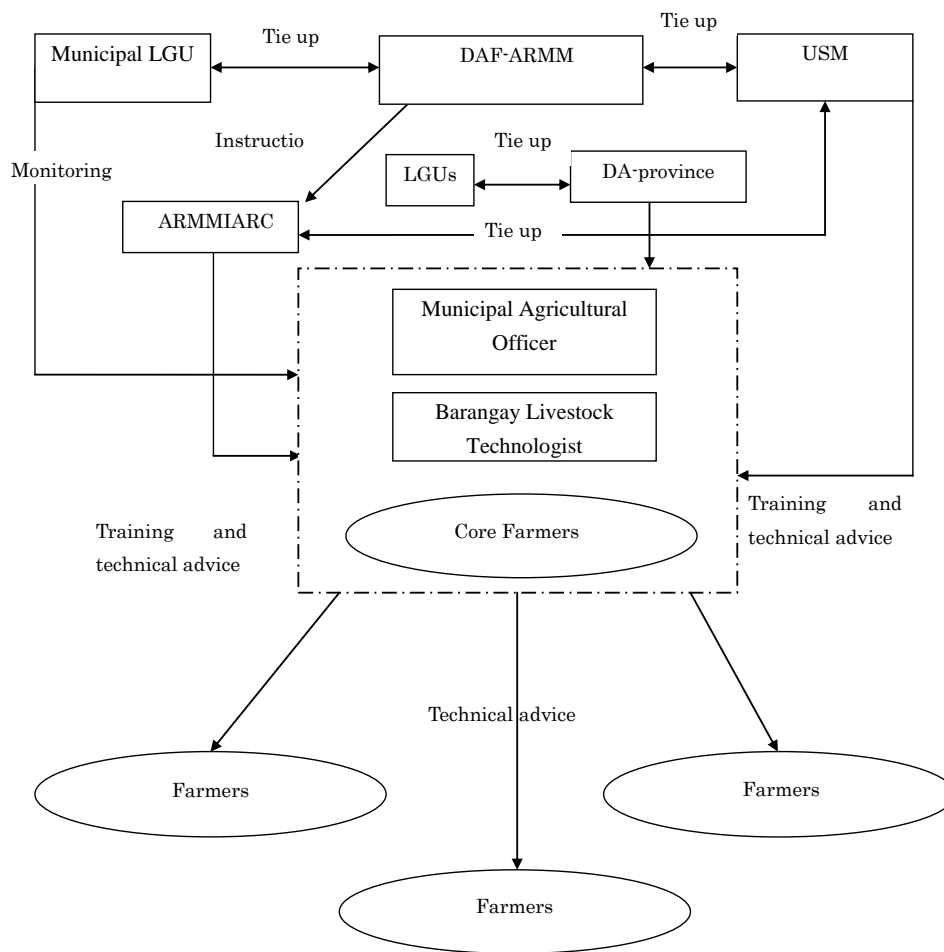 Tie up
Tie up
Municipal LGU
DAF-ARMM
USM
Instructio
Tie up
Monitoring
LGUs
DA-province
ARMMIARC
Tie up
Municipal Agricultural
Officer
Barangay Livestock
Technologist
Training and
technical advice
Core Farmers
Training and
technical advice
Technical advice
Farmers
Farmers
Farmers